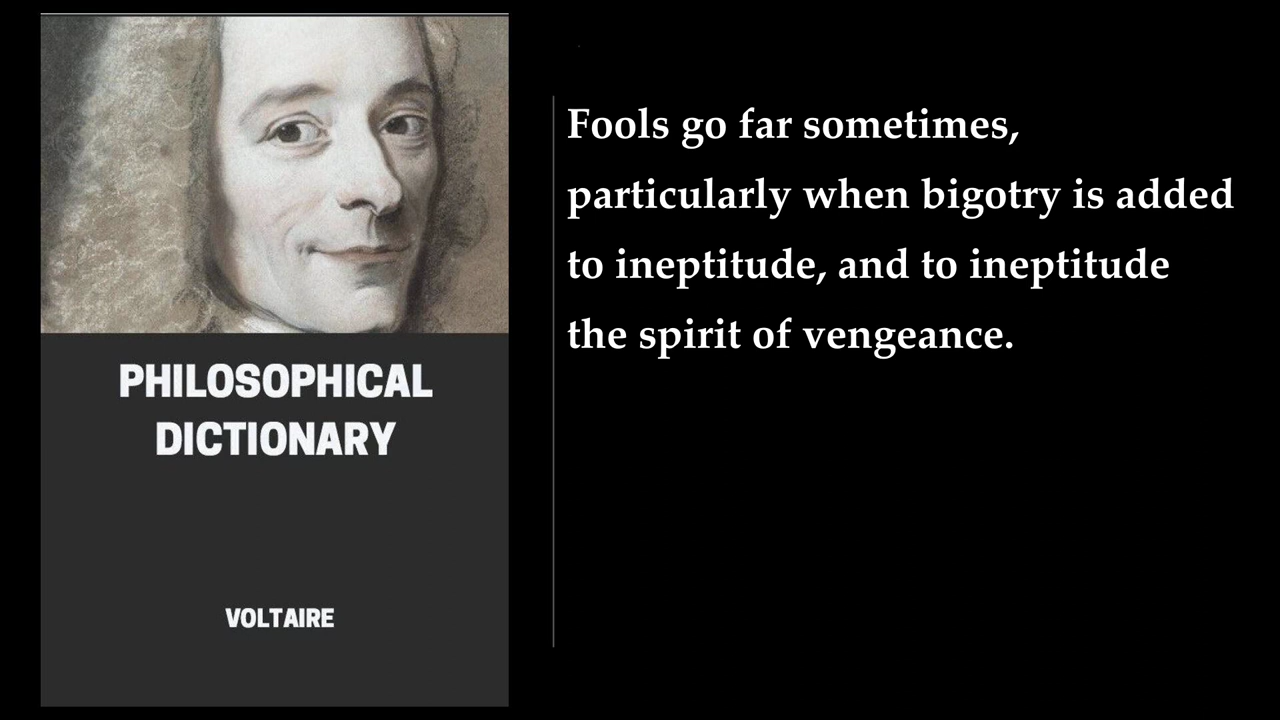 PHILOSOPHICAL
DICTIONARY
VOLTAIRE
Fools go far sometimes,
particularly when bigotry is added
to ineptitude, and to ineptitude
the spirit of vengeance.